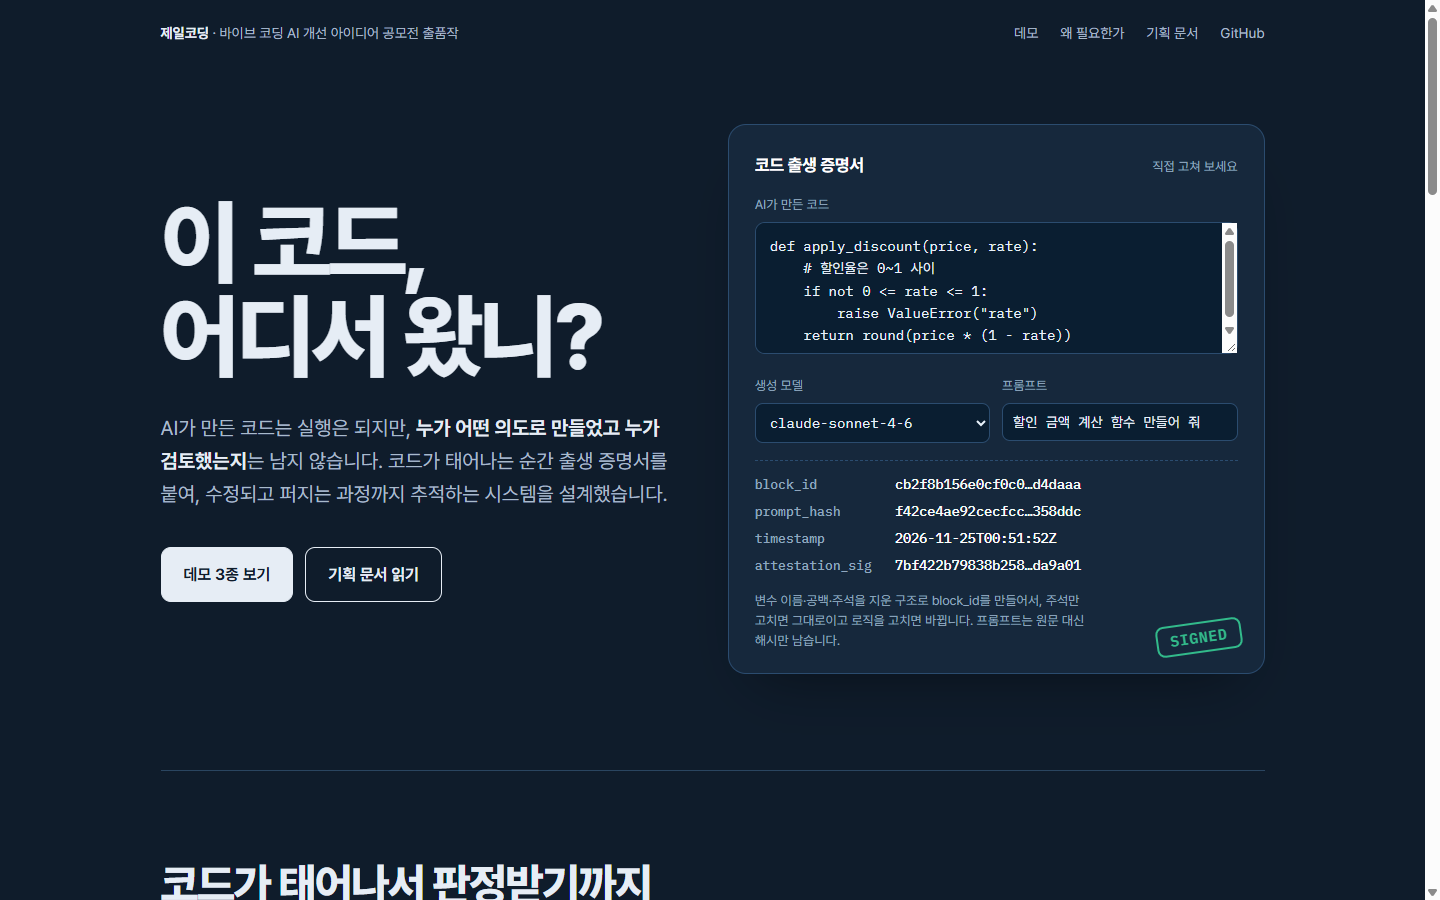 제일코딩 · 바이브 코딩 AI 개선 아이디어 공모전 출품작
데모 왜 필요한가 기획 문서 GitHub
이 코드,
어디서 왔니?
AI가 만든 코드는 실행은 되지만, 누가 어떤 의도로 만들었고 누가
검토했는지는 남지 않습니다. 코드가 태어나는 순간 출생 증명서를
붙여, 수정되고 퍼지는 과정까지 추적하는 시스템을 설계했습니다.
데모 3종 보기
기획 문서 읽기
코드 출생 증명서
직접 고쳐 보세요
AI가 만든 코드
def apply_discount(price, rate):
    # 할인율은 0~1 사이
    if not 0 <= rate <= 1:
        raise ValueError("rate")
    return round(price * (1 - rate))
생성 모델
프롬프트
claude-sonnet-4-6
할인 금액 계산 함수 만들어 줘
block_id cb2f8b156e0cf0c0…d4daaa
prompt_hash f42ce4ae92cecfcc…358ddc
timestamp 2026-11-25T00:51:52Z
attestation_sig 7bf422b79838b258…da9a01
변수 이름·공백·주석을 지운 구조로 block_id를 만들어서, 주석만
고치면 그대로이고 로직을 고치면 바뀝니다. 프롬프트는 원문 대신
해시만 남습니다.
SIGNED
코드가 태어나서 판정받기까지